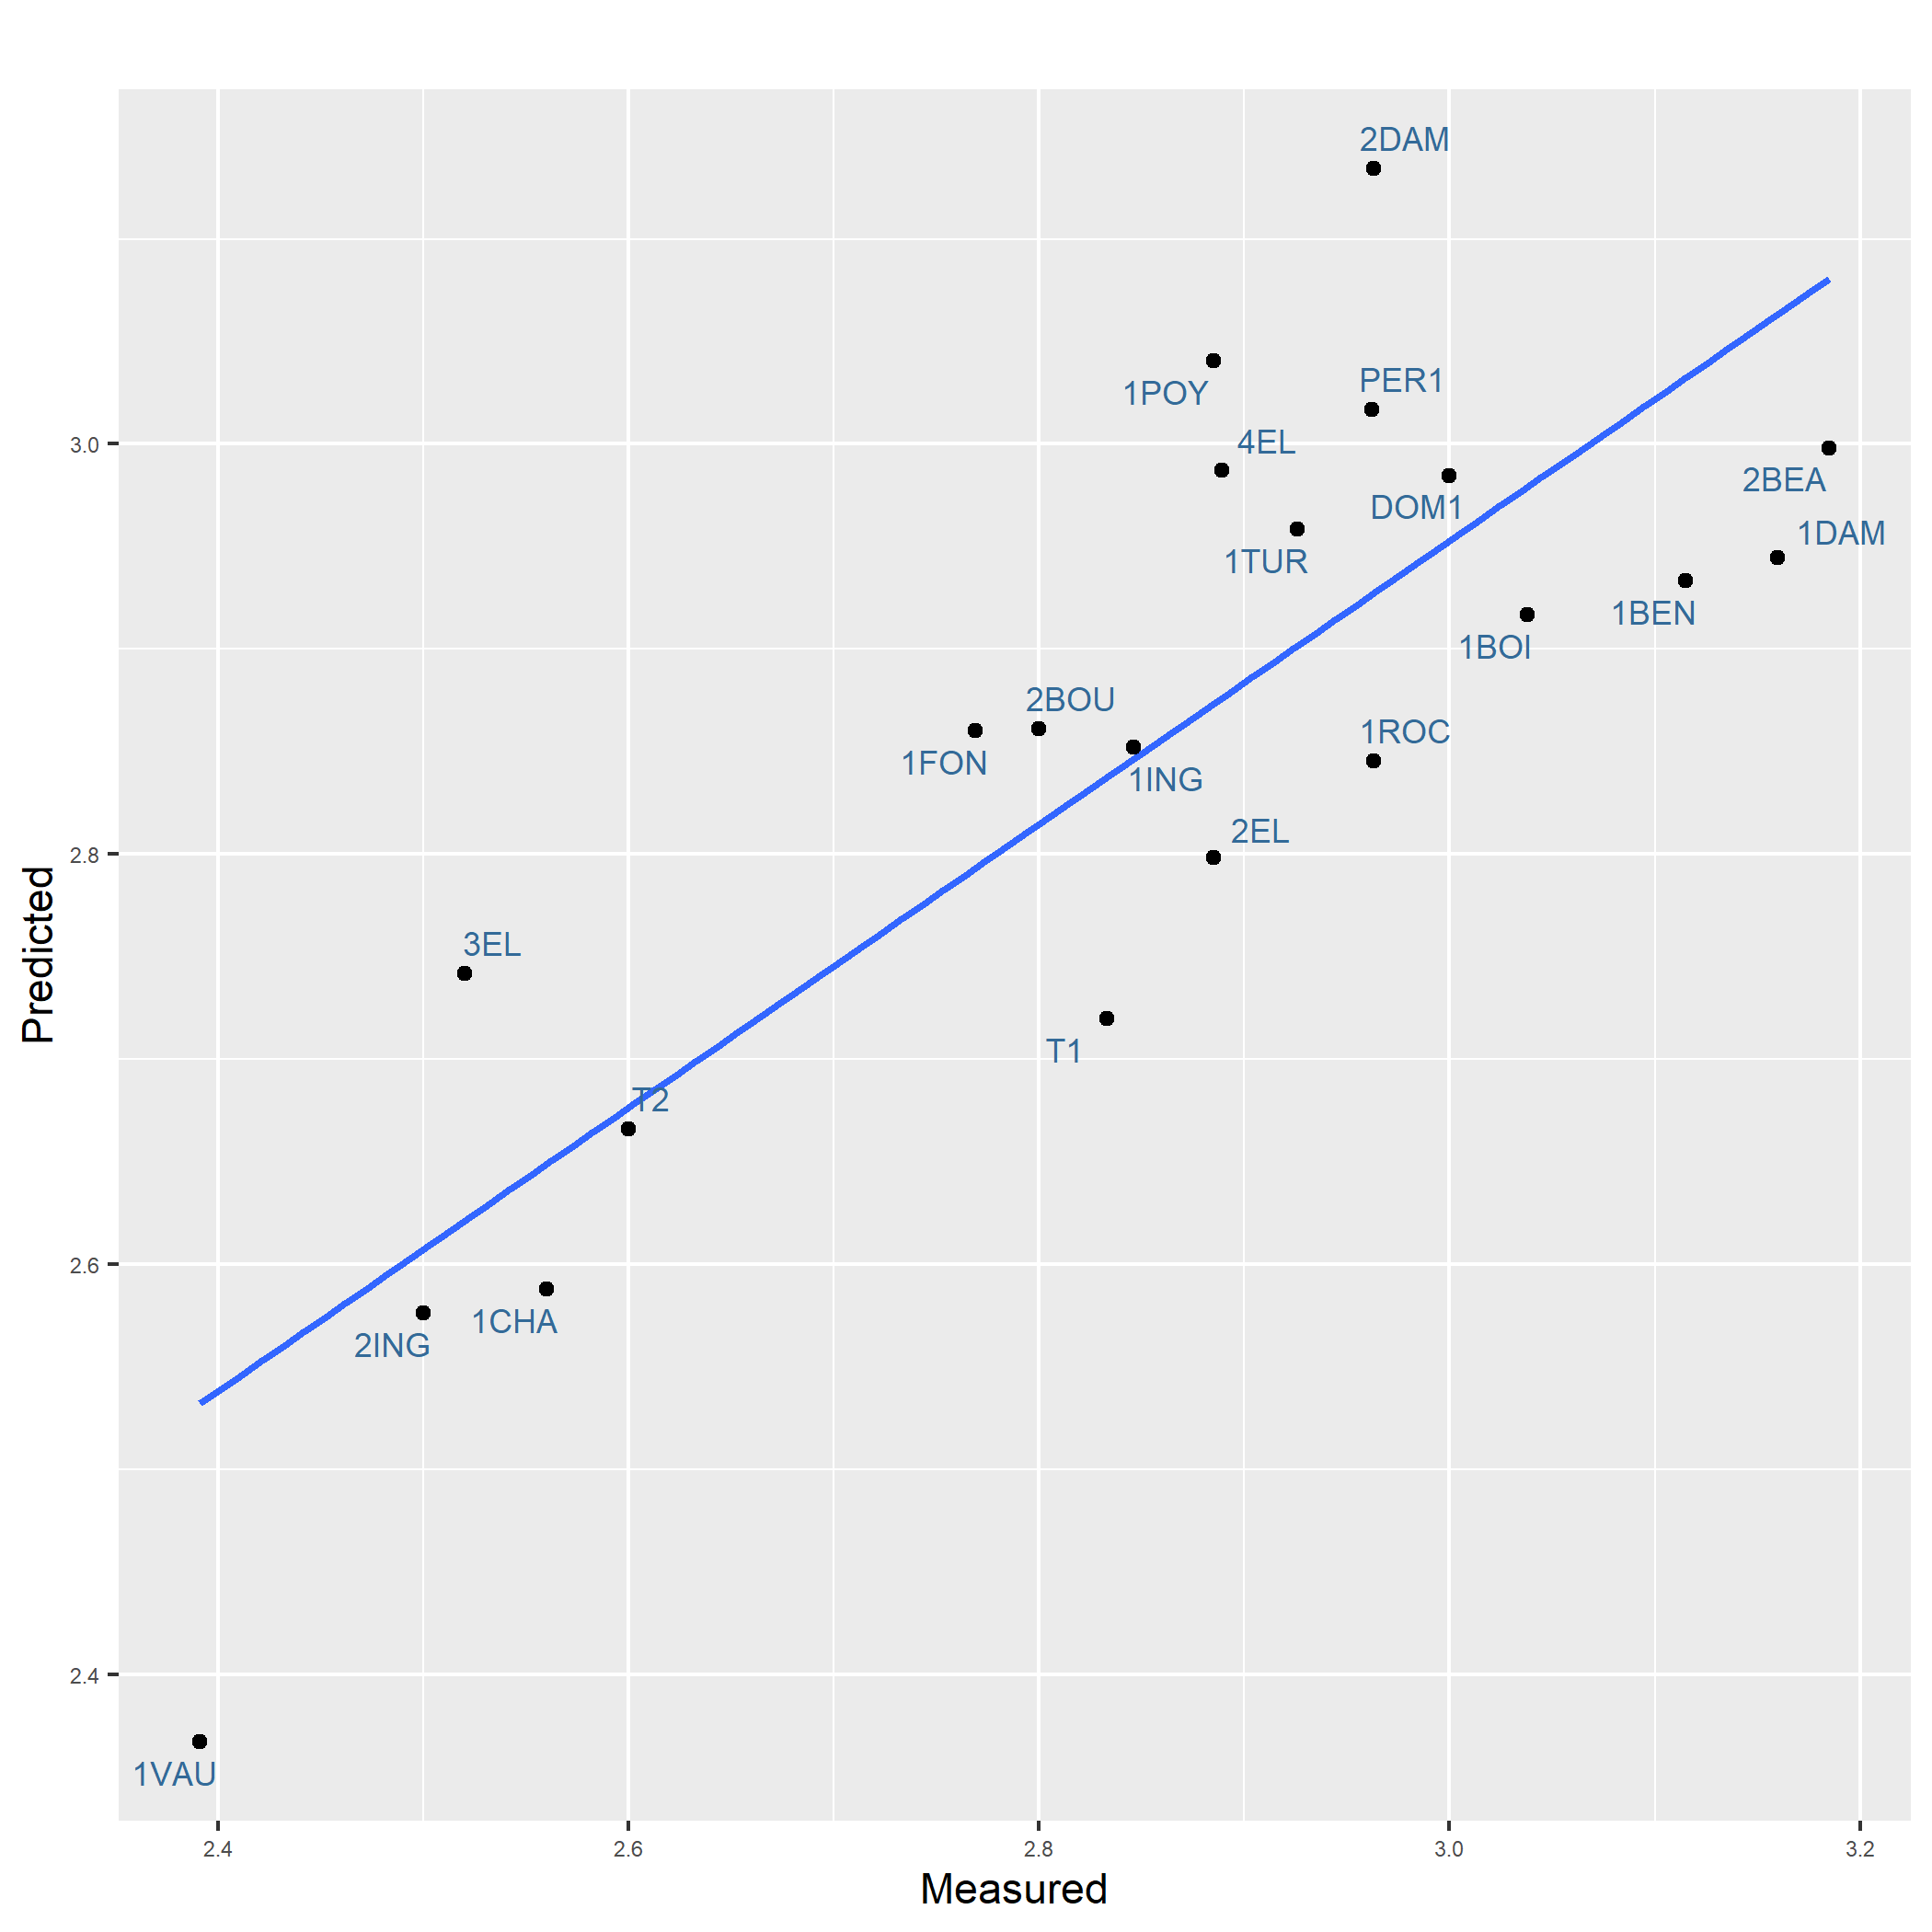 2DAM
1POY
PER1
4EL
3.0
2BEA
DOM1
1DAM
1TUR
1BEN
1BOI
2BOU
1ROC
1FON
1ING
2EL
2.8
Predicted
3EL
T1
T2
2.6
1CHA
2ING
2.4
1VAU
2.4 2.6 2.8 3.0 3.2
Measured